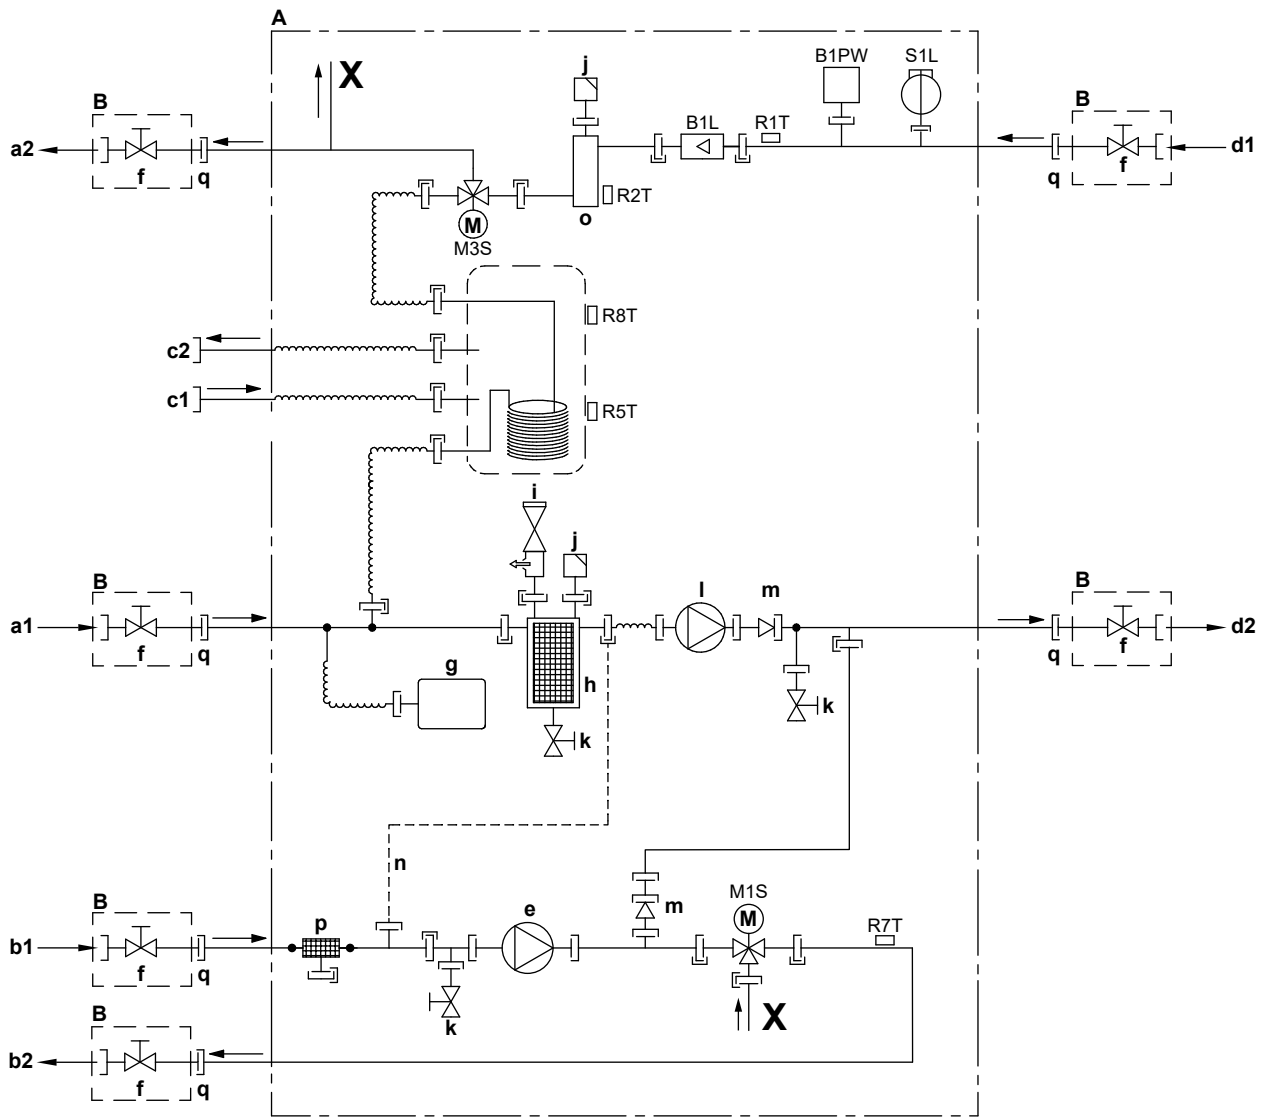 A
X
j
B1PW
S1L
B
B
a2
f
q
B1L
R1T
q
f
d1
M
M3S
o
R2T
R8T
c2
c1
R5T
i
j
B
l
m
B
a1
f
q
g
h
k
k
q
f
d2
n
B
b1
f
q
p
e
k
m
M1S
M
R7T
X
B
b2
f
q